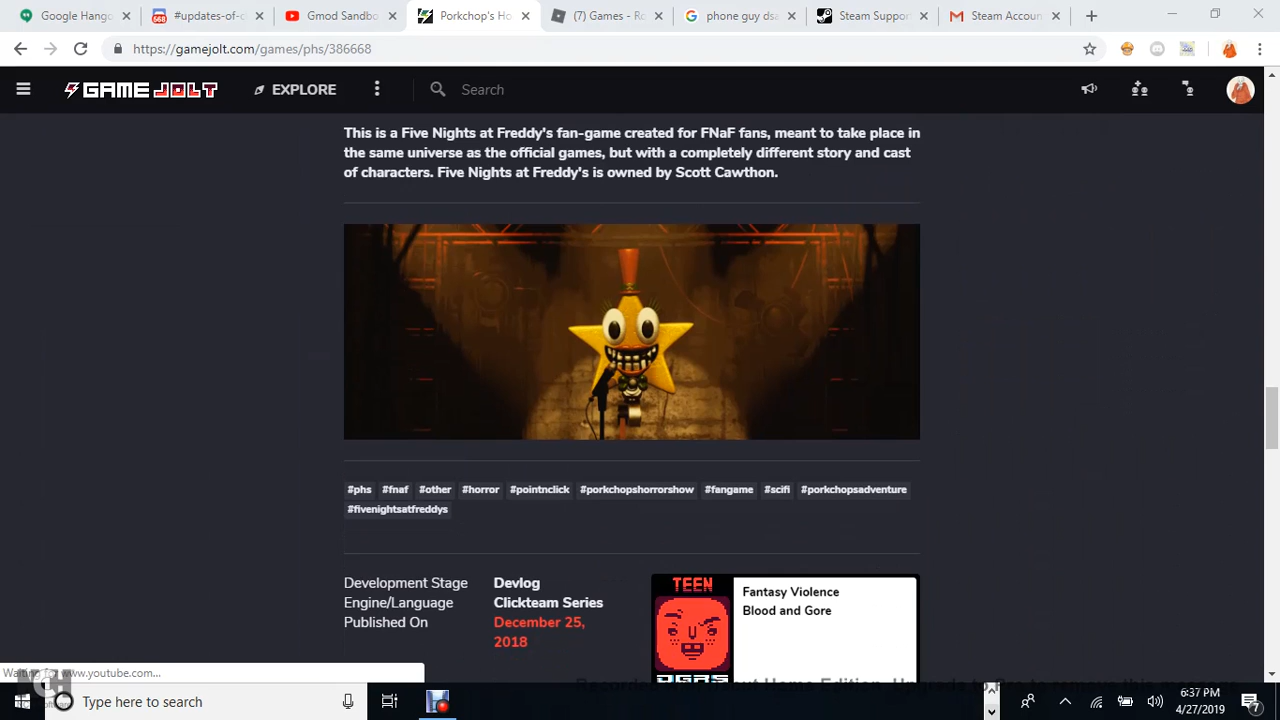 Google Hango
568
#updates-of-c
Gmod Sandbo
Porkchop's Ho
(7) Games - Ro
phone guy dsa
Steam Suppor
Steam Accoun
https://gamejolt.com/games/phs/386668
GAME JOLT
EXPLORE
Search
This is a Five Nights at Freddy's fan-game created for FNaF fans, meant to take place in
the same universe as the official games, but with a completely different story and cast
of characters. Five Nights at Freddy's is owned by Scott Cawthon.
#phs #fnaf #other #horror #pointnclick #porkchopshorrorshow #fangame #scifi #porkchopsadventure
#fivenightsatfreddys
Development Stage Devlog
Engine/Language Clickteam Series
Published On December 25,
2018
TEEN
Fantasy Violence
Blood and Gore
Waiting for www.youtube.com...
Type here to search
6:37 PM
4/27/2019
7